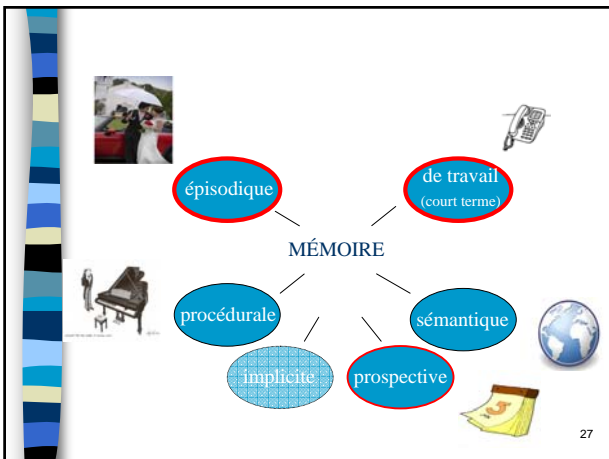 épisodique
de travail
(court terme)
MÉMOIRE
procédurale
sémantique
implicite
prospective
27